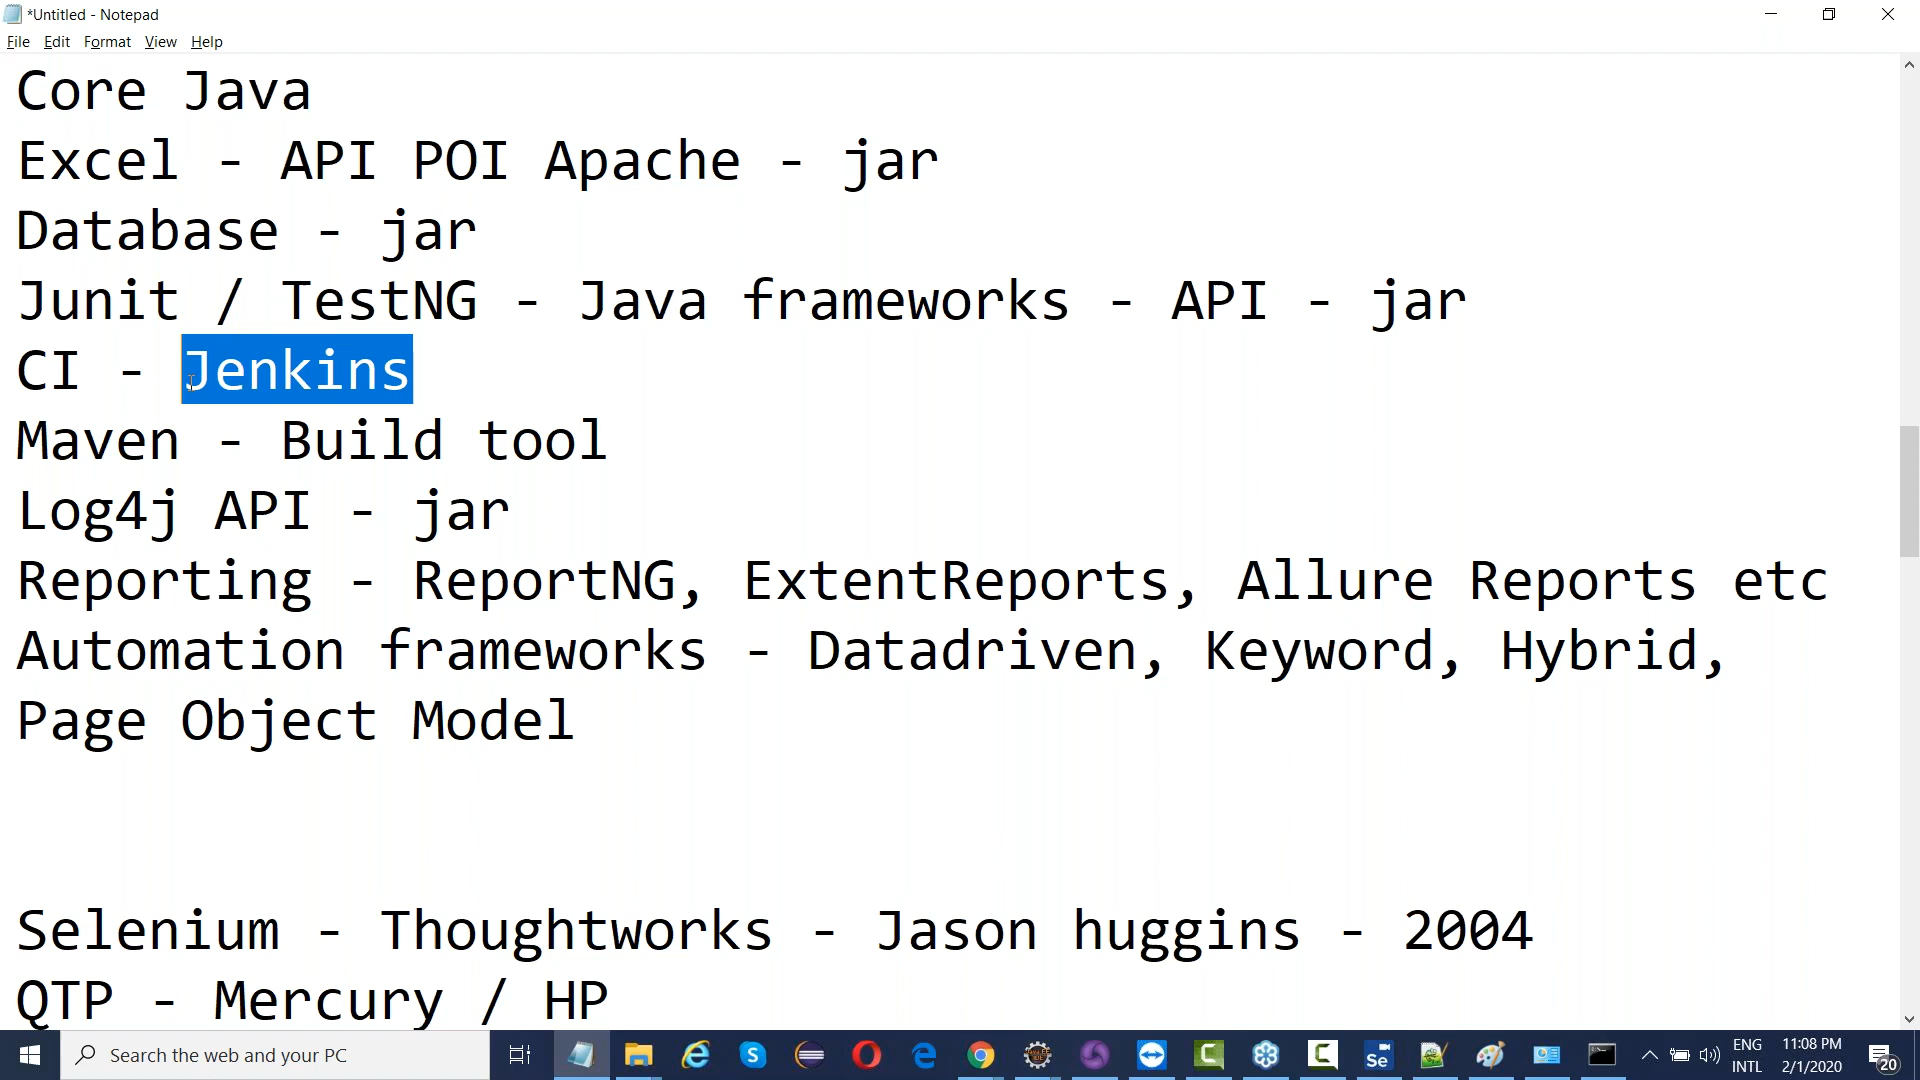 *Untitled - Notepad
File Edit Format View Help
Core Java
Excel - API POI Apache - jar
Database - jar
Junit / TestNG - Java frameworks - API - jar
CI - Jenkins
Maven - Build tool
Log4j API - jar
Reporting - ReportNG, ExtentReports, Allure Reports etc
Automation frameworks - Datadriven, Keyword, Hybrid,
Page Object Model
Selenium - Thoughtworks - Jason huggins - 2004
QTP - Mercury / HP
Search the web and your PC
Se
ENG
INTL
11:08 PM
2/1/2020
20